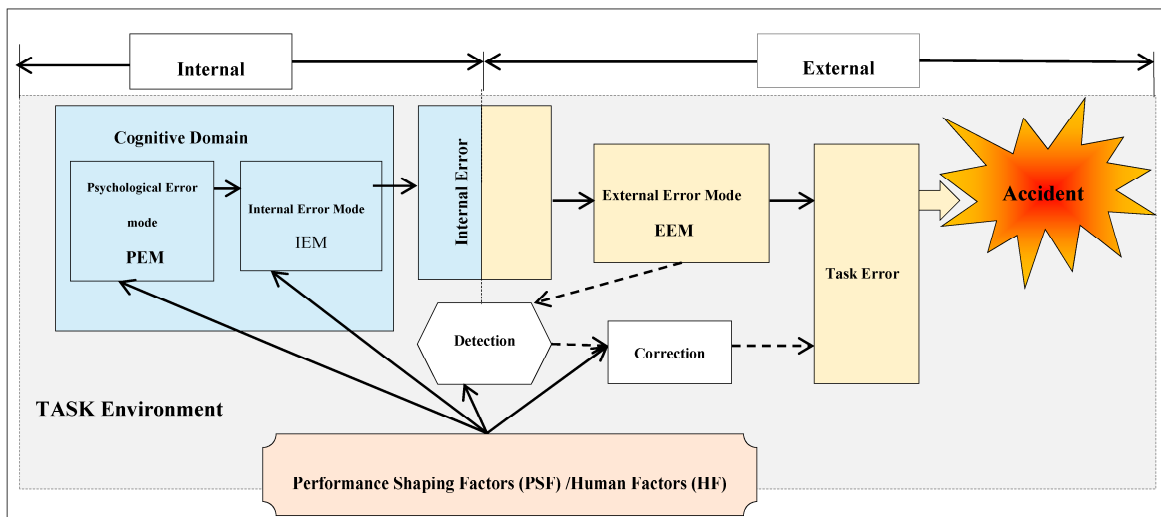 Internal
External
Cognitive Domain
Psychological Error
mode
PEM
Internal Error Mode
IEM
Internal Error
External Error Mode
EEM
Task Error
Accident
Detection
Correction
TASK Environment
Performance Shaping Factors (PSF) /Human Factors (HF)